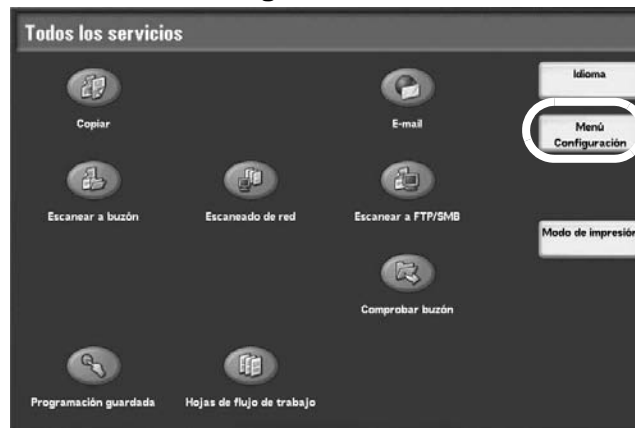 Todos los servicios
Copiar
E-mail
Idioma
Menú
Configuración
Escanear a buzón
Escaneado de red
Escanear a FTP/SMB
Modo de impresión
Comprobar buzón
Programación guardada
Hojas de flujo de trabajo